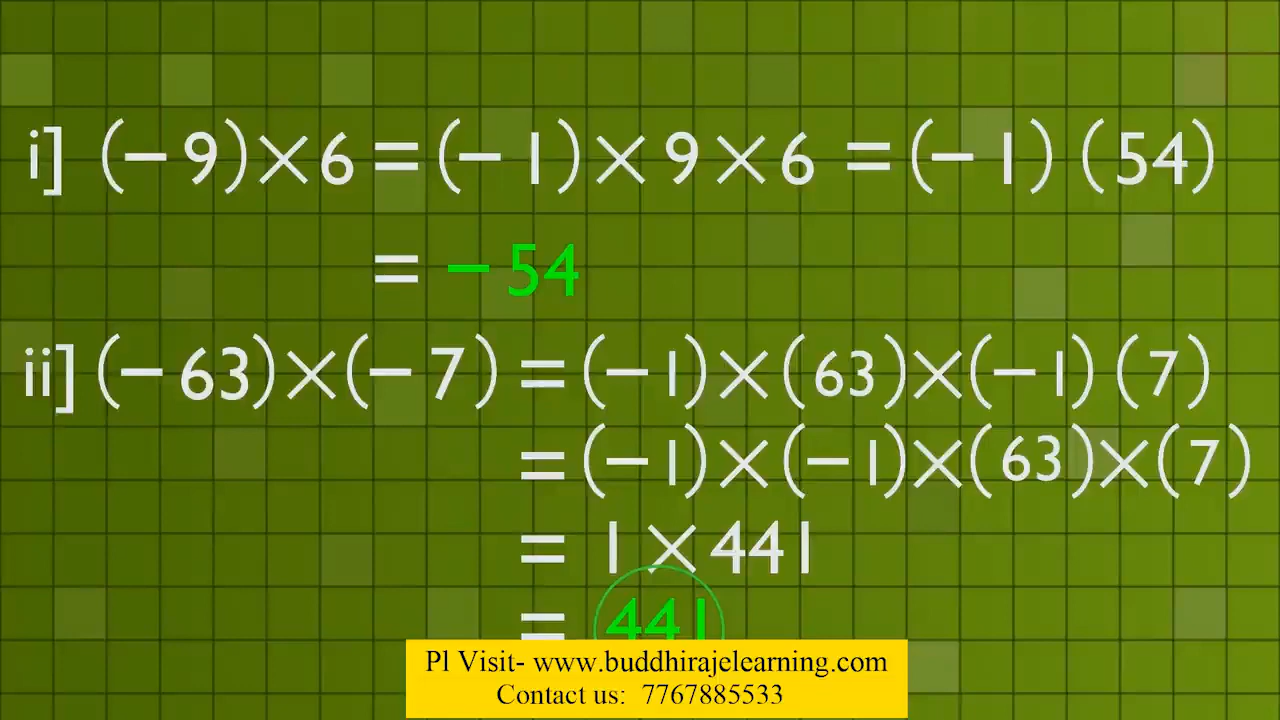 i] (−9)×6 = (−1)×9×6 = (−1) (54)
= −54
ii] (−63)×(−7) = (−1)×(63)×(−1) (7)
= (−1)×(−1)×(63)×(7)
= 1×441
= 441
Pl Visit- www.buddhirajelearning.com
Contact us: 7767885533